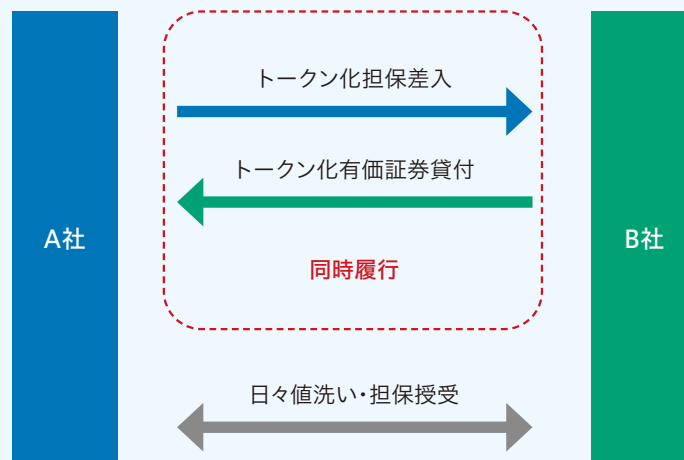 トークン化担保差入
トークン化有価証券貸付
A社
B社
同時履行
日々値洗い・担保授受